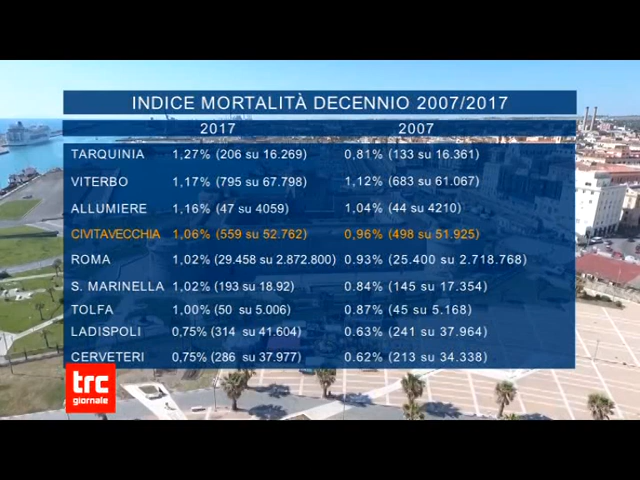 INDICE MORTALITÀ DECENNIO 2007/2017
2017 2007
TARQUINIA 1,27% (206 su 16.269) 0,81% (133 su 16.361)
VITERBO 1,17% (795 su 67.798) 1,12% (683 su 61.067)
ALLUMIERE 1,16% (47 su 4059) 1,04% (44 su 4210)
CIVITAVECCHIA 1,06% (559 su 52.762) 0,96% (498 su 51.925)
ROMA 1,02% (29.458 su 2.872.800) 0.93% (25.400 su 2.718.768)
S. MARINELLA 1,02% (193 su 18.92) 0.84% (145 su 17.354)
TOLFA 1,00% (50 su 5.006) 0.87% (45 su 5.168)
LADISPOLI 0,75% (314 su 41.604) 0.63% (241 su 37.964)
CERVETERI 0,75% (286 su 37.977) 0.62% (213 su 34.338)
trc
giornale